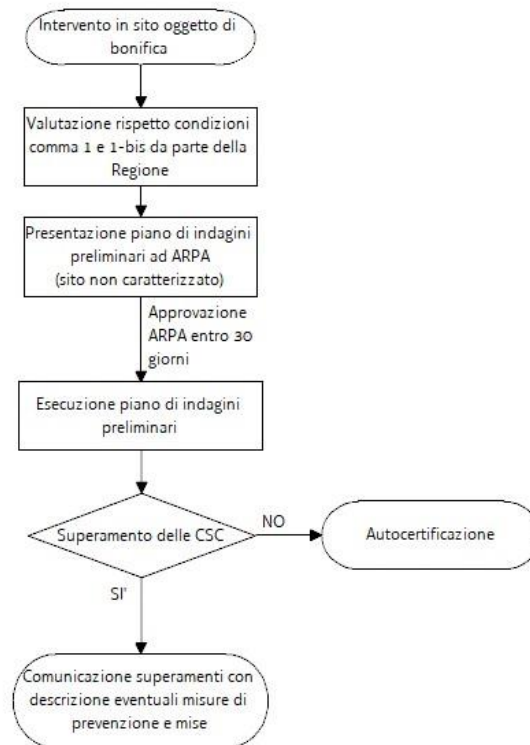 Intervento in sito oggetto di
bonifica
Valutazione rispetto condizioni
comma 1 e 1-bis da parte della
Regione
Presentazione piano di indagini
preliminari ad ARPA
(sito non caratterizzato)
Approvazione
ARPA entro 30
giorni
Esecuzione piano di indagini
preliminari
Superamento delle CSC
NO
Autocertificazione
SI'
Comunicazione superamenti con
descrizione eventuali misure di
prevenzione e mise